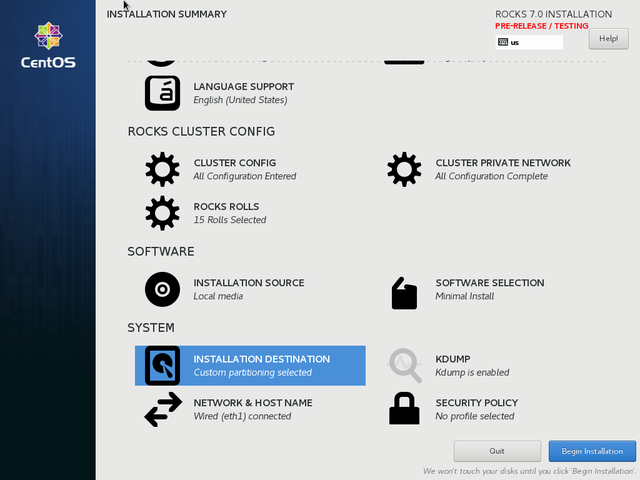 INSTALLATION SUMMARY
ROCKS 7.0 INSTALLATION
PRE-RELEASE / TESTING
us
Help!
CentOS
á
LANGUAGE SUPPORT
English (United States)
ROCKS CLUSTER CONFIG
CLUSTER CONFIG
All Configuration Entered
CLUSTER PRIVATE NETWORK
All Configuration Complete
ROCKS ROLLS
15 Rolls Selected
SOFTWARE
INSTALLATION SOURCE
Local media
SOFTWARE SELECTION
Minimal Install
SYSTEM
INSTALLATION DESTINATION
Custom partitioning selected
KDUMP
Kdump is enabled
NETWORK & HOST NAME
Wired (eth1) connected
SECURITY POLICY
No profile selected
Quit
Begin Installation
We won't touch your disks until you click 'Begin Installation'.